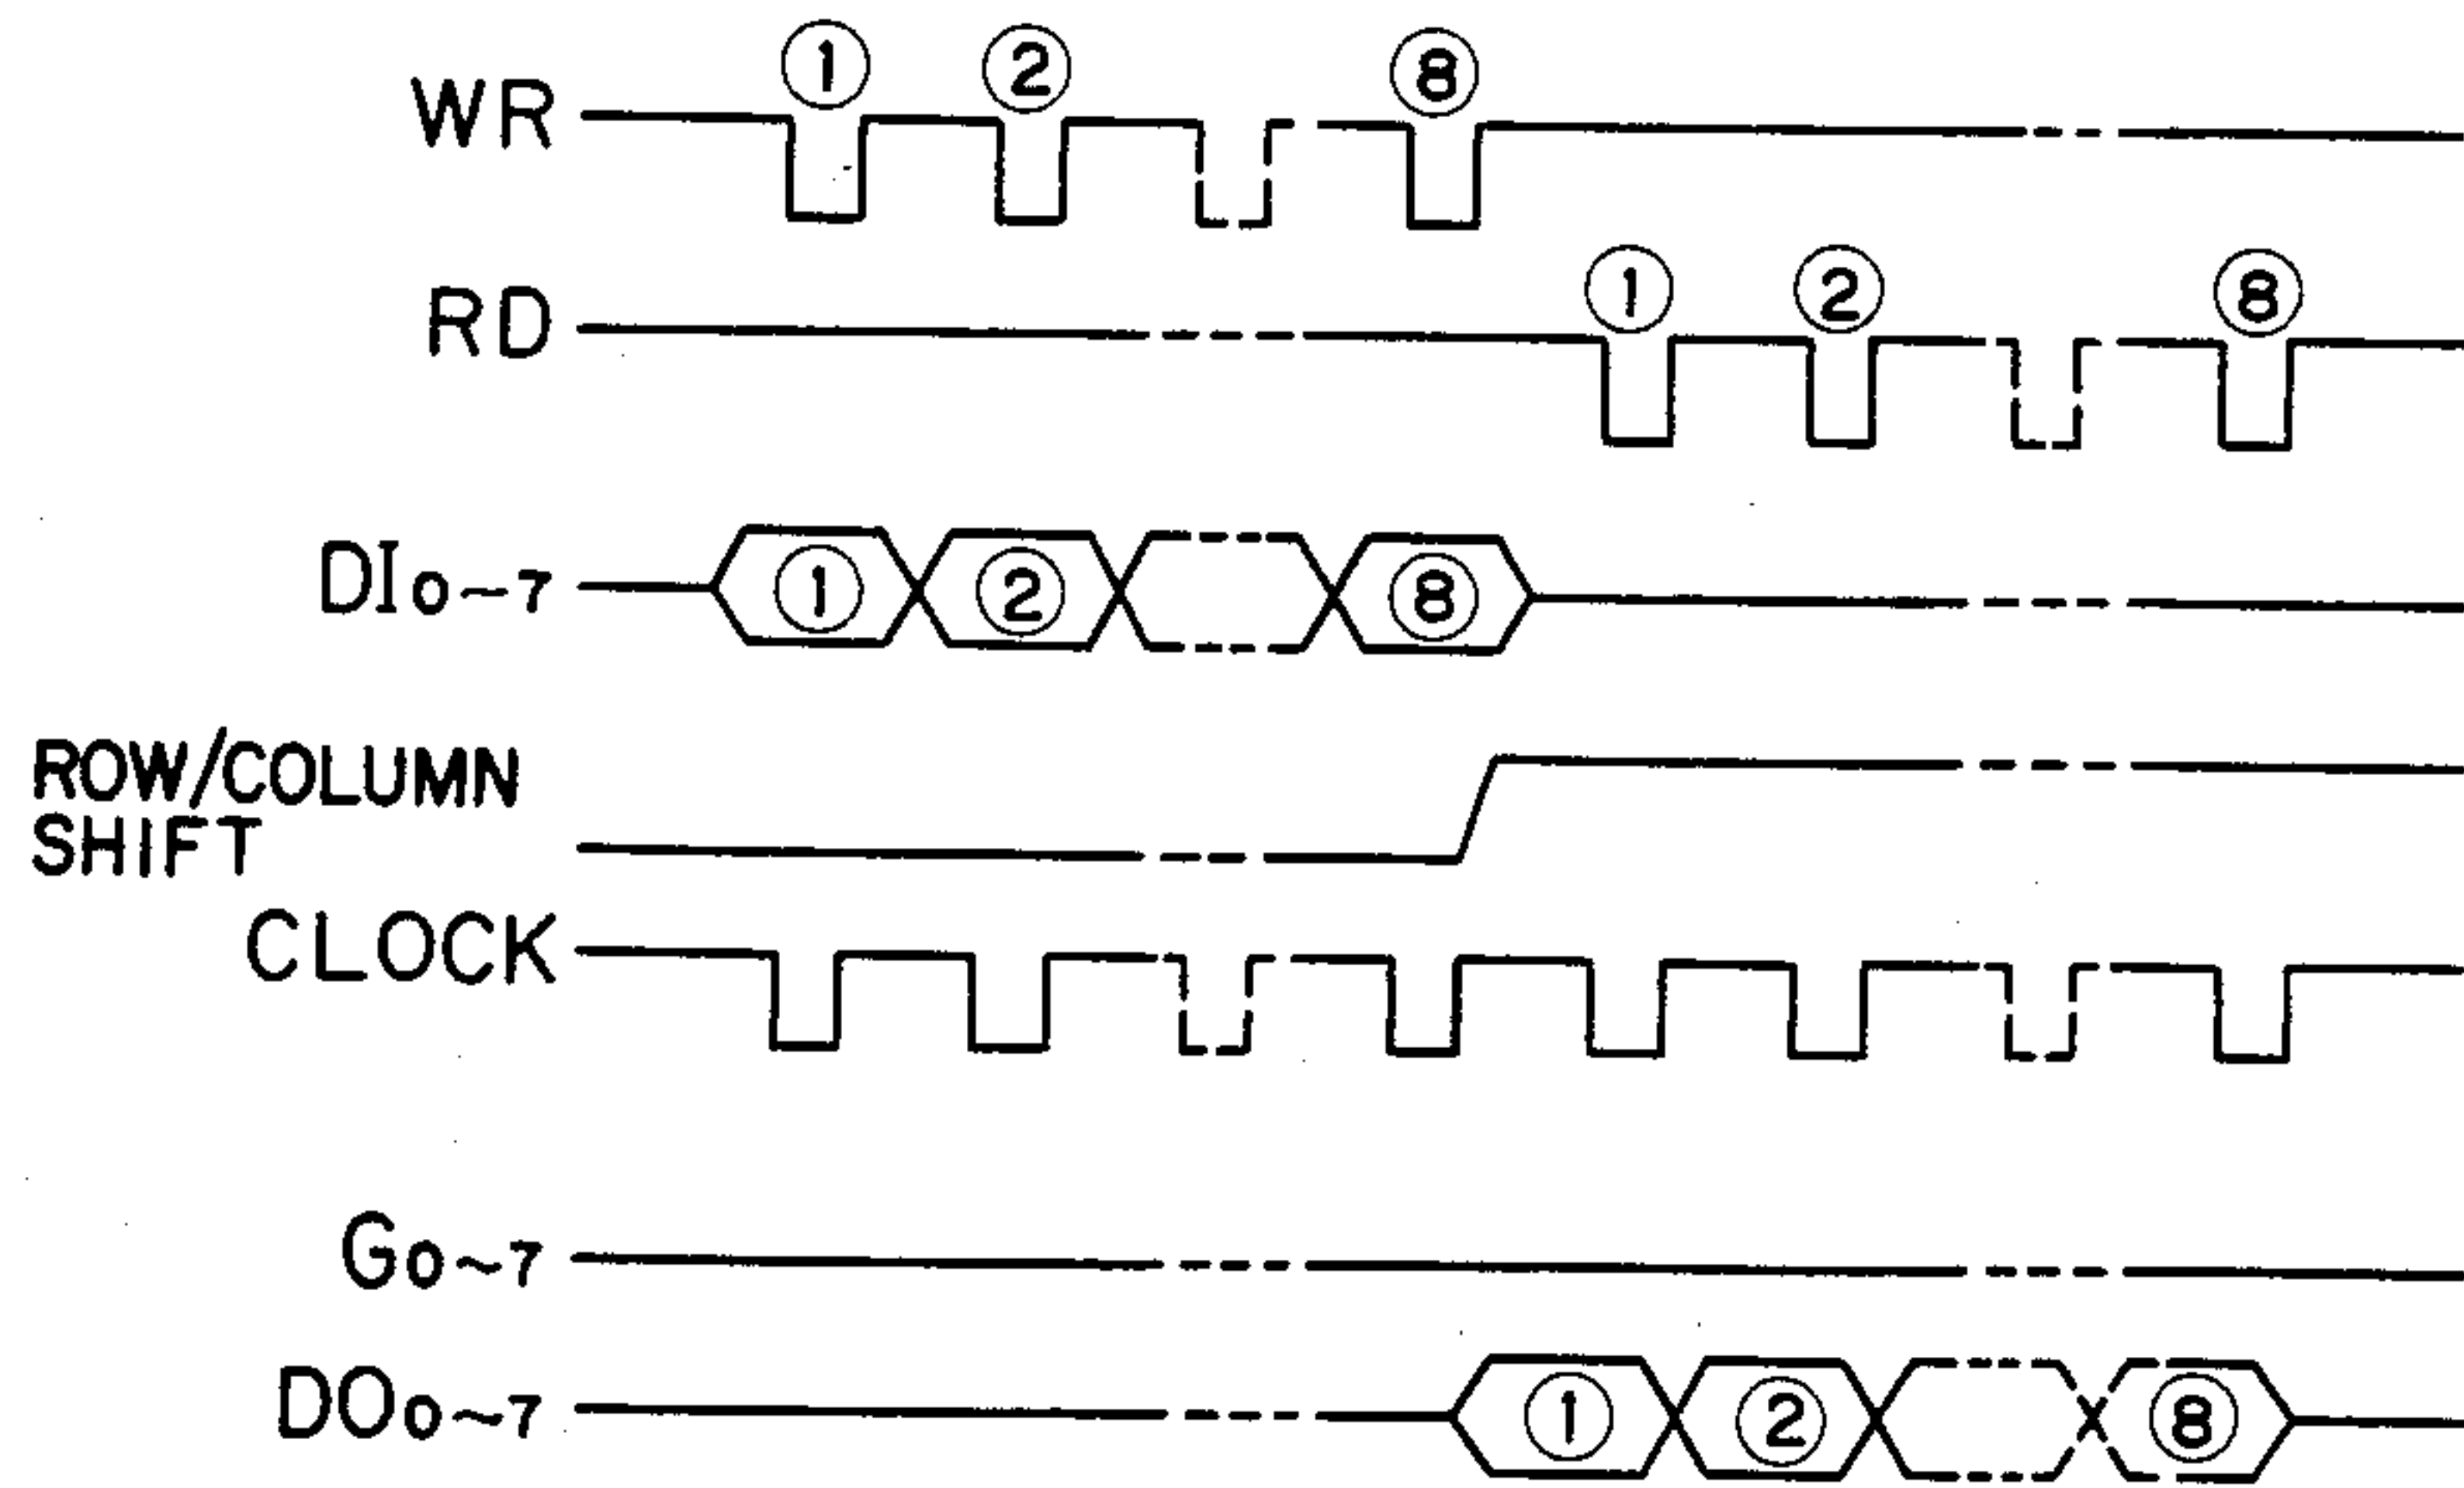 WR ① ② ⑧
RD ① ② ⑧
DI0~7 ① ② ⑧
ROW/COLUMN
SHIFT
CLOCK
G0~7
DO0~7 ① ② ⑧